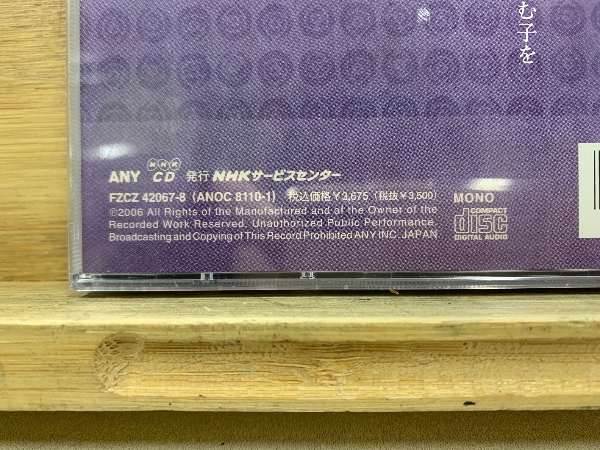 む子を
ANY NHK CD 発行 NHKサービスセンター
FZCZ 42067-8 (ANOC 8110-1) 税込価格¥3,675 (税抜¥3,500)
©2006 All Rights of the Manufactured and of the Owner of the
Recorded Work Reserved, Unauthorized Public Performance,
Broadcasting and Copying of This Record Prohibited ANY INC. JAPAN
MONO
COMPACT
disc
DIGITAL AUDIO